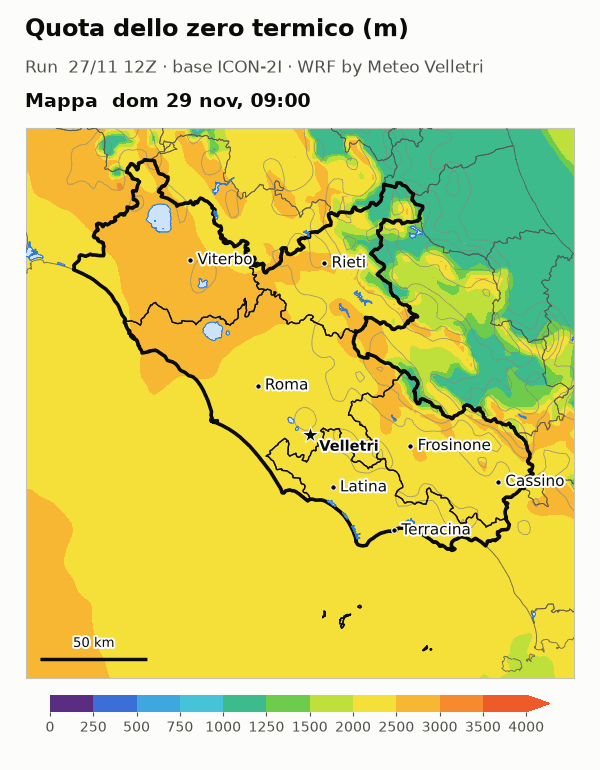 Quota dello zero termico (m)
Run 27/11 12Z · base ICON-2I · WRF by Meteo Velletri
Mappa dom 29 nov, 09:00
Viterbo
Rieti
Roma
Velletri
Frosinone
Cassino
Latina
Terracina
50 km
0 250 500 750 1000 1250 1500 2000 2500 3000 3500 4000